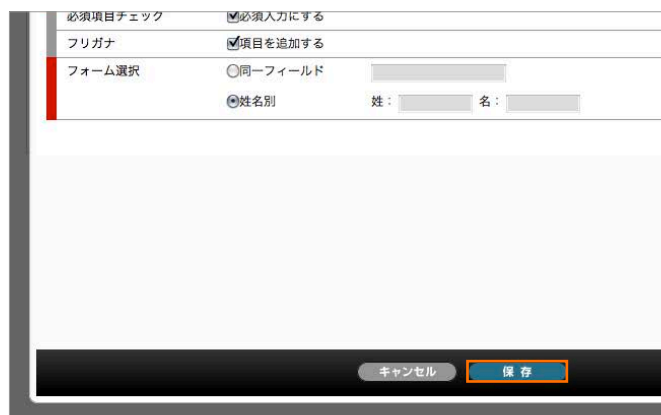 必須項目チェック 必須入力にする
フリガナ 項目を追加する
フォーム選択 同一フィールド
姓名別 姓： 名：
キャンセル 保存